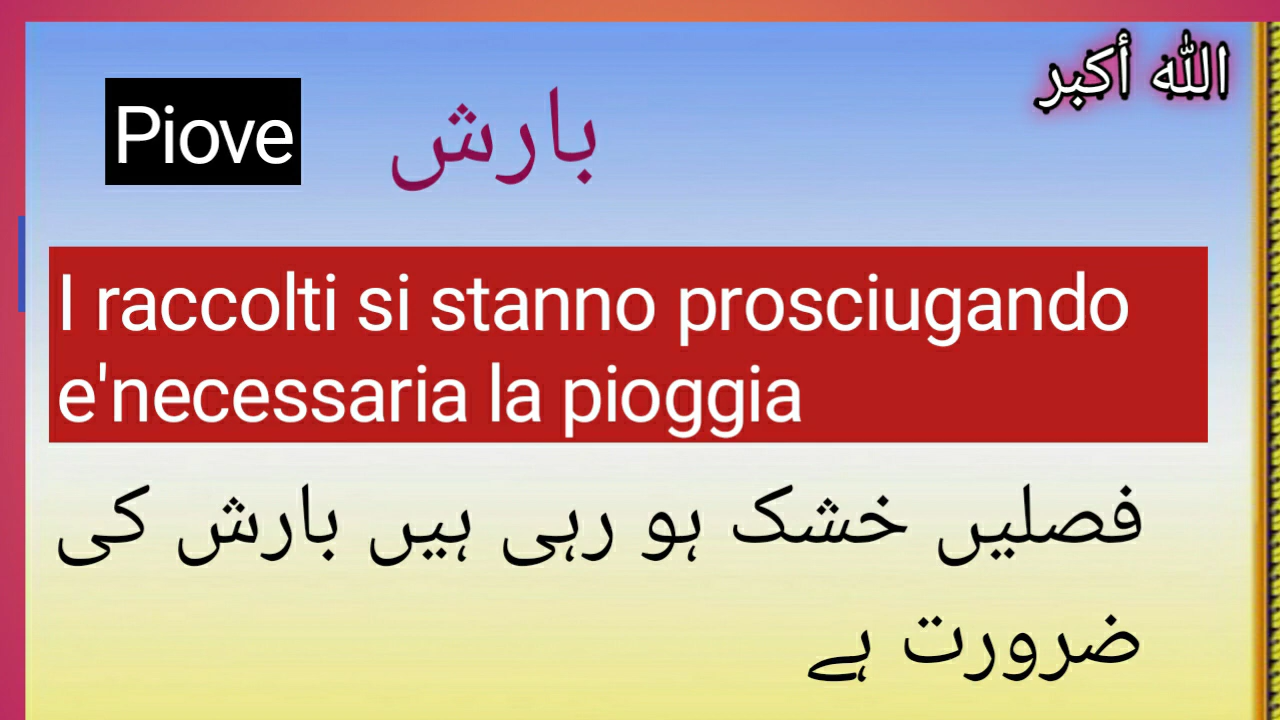 الله أكبر
Piove بارش
I raccolti si stanno prosciugando
e'necessaria la pioggia
فصلیں خشک ہو رہی ہیں بارش کی
ضرورت ہے